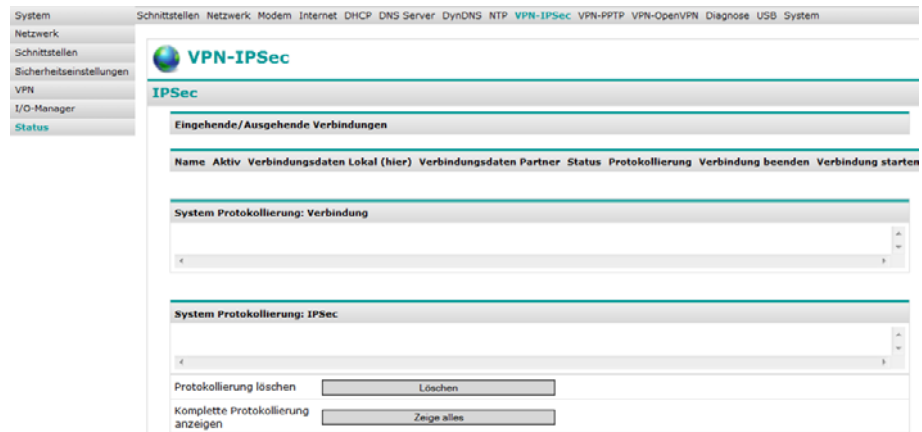 System
Netzwerk
Schnittstellen
Sicherheitseinstellungen
VPN
I/O-Manager
Status
Schnittstellen Netzwerk Modem Internet DHCP DNS Server DynDNS NTP VPN-IPSec VPN-PPTP VPN-OpenVPN Diagnose USB System
VPN-IPSec
IPSec
Eingehende/Ausgehende Verbindungen
Name Aktiv Verbindungsdaten Lokal (hier) Verbindungsdaten Partner Status Protokollierung Verbindung beenden Verbindung starten
System Protokollierung: Verbindung
System Protokollierung: IPSec
Protokollierung löschen Löschen
Komplette Protokollierung
anzeigen Zeige alles